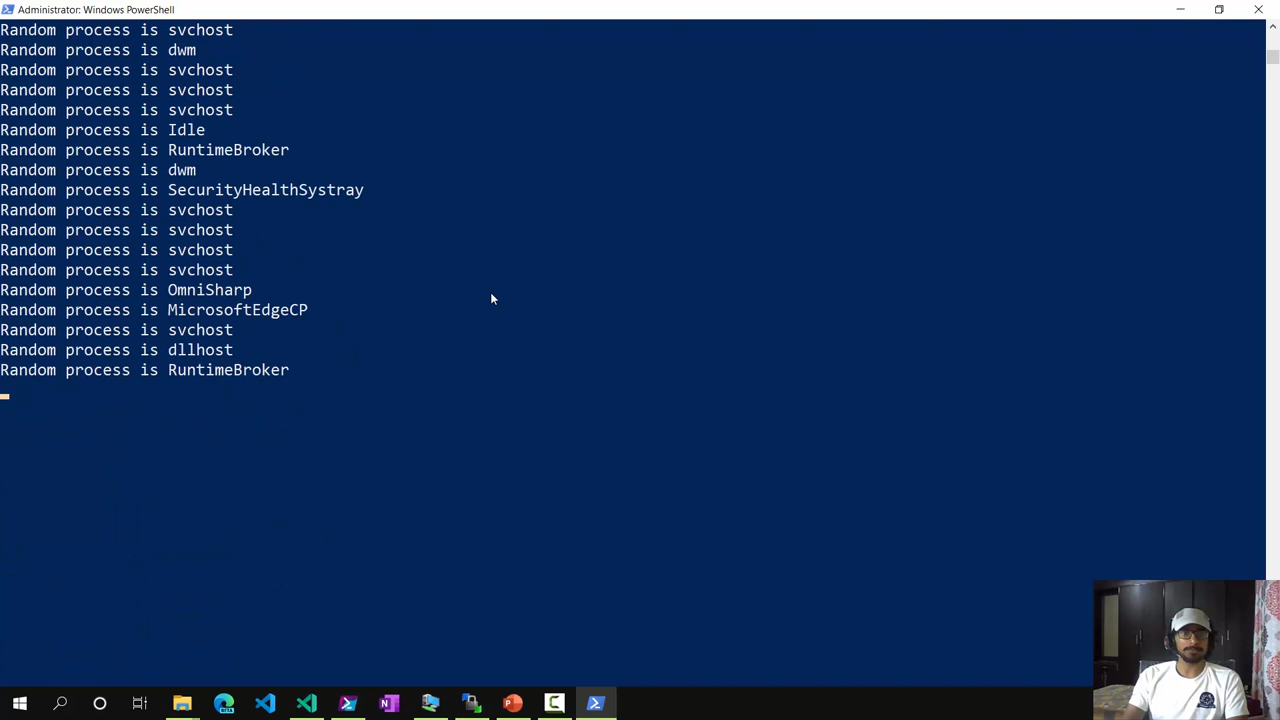 Administrator: Windows PowerShell
Random process is svchost
Random process is dwm
Random process is svchost
Random process is svchost
Random process is svchost
Random process is Idle
Random process is RuntimeBroker
Random process is dwm
Random process is SecurityHealthSystray
Random process is svchost
Random process is svchost
Random process is svchost
Random process is svchost
Random process is OmniSharp
Random process is MicrosoftEdgeCP
Random process is svchost
Random process is dllhost
Random process is RuntimeBroker
BETA